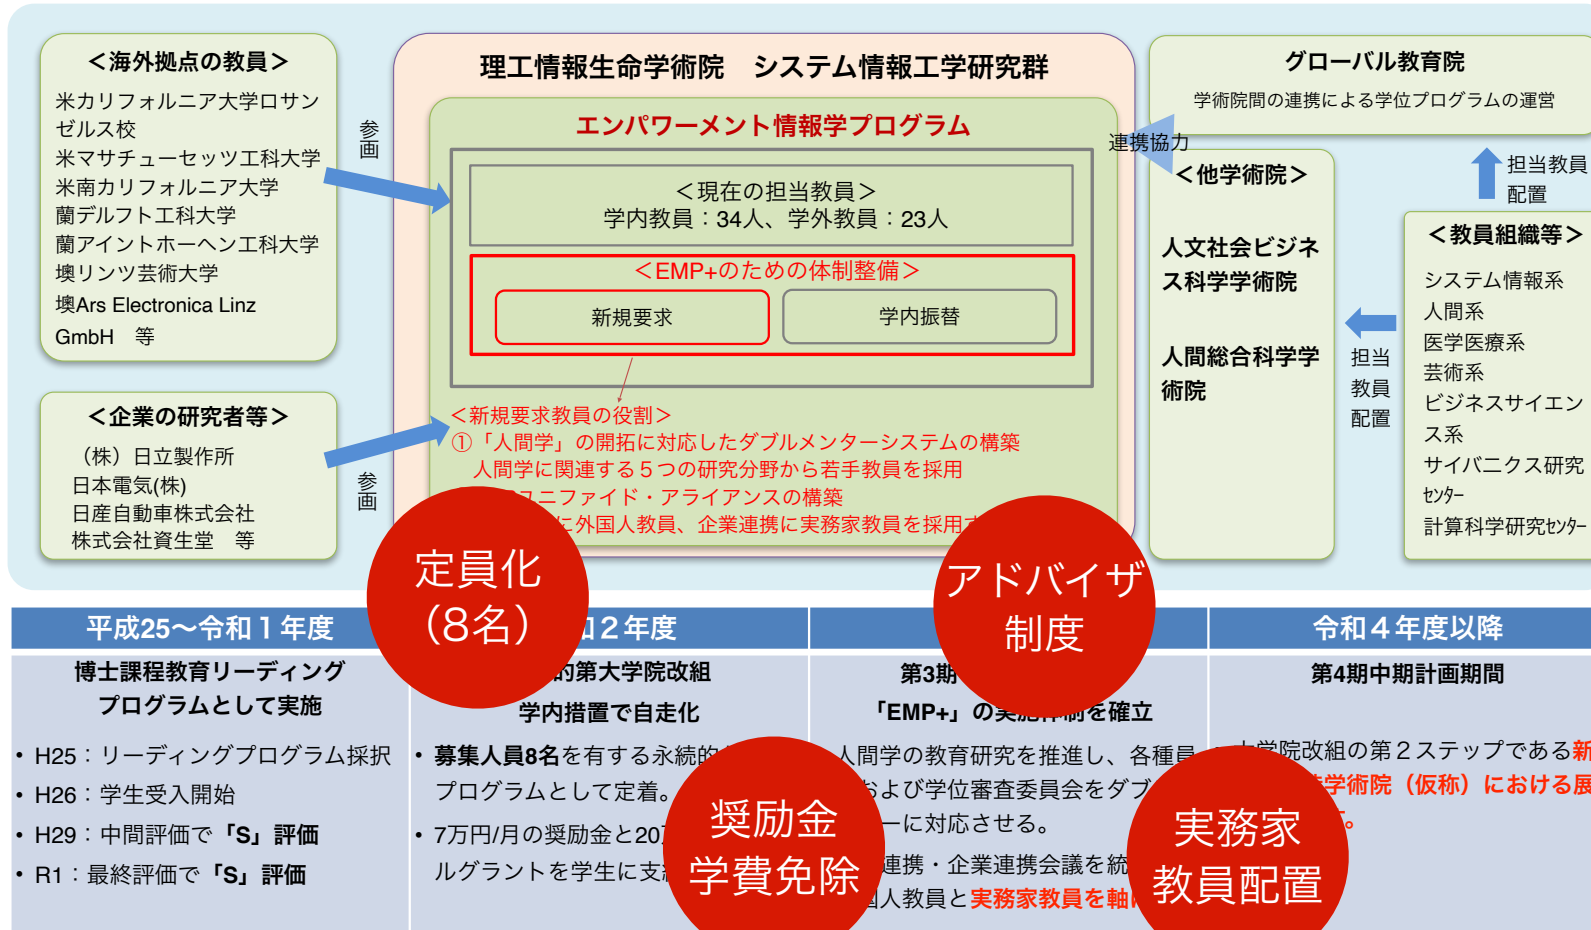 ＜海外拠点の教員＞
米カリフォルニア大学ロサン
ゼルス校
米マサチューセッツ工科大学
米南カリフォルニア大学
蘭デルフト工科大学
蘭アイントホーヘン工科大学
墺リンツ芸術大学
墺Ars Electronica Linz
GmbH　等
参画
＜企業の研究者等＞
（株）日立製作所
日本電気(株)
日産自動車株式会社
株式会社資生堂　等
参画
理工情報生命学術院　システム情報工学研究群
エンパワーメント情報学プログラム
＜現在の担当教員＞
学内教員：34人、学外教員：23人
＜EMP+のための体制整備＞
新規要求
学内振替
＜新規要求教員の役割＞
①「人間学」の開拓に対応したダブルメンターシステムの構築
人間学に関連する５つの研究分野から若手教員を採用
ユニファイド・アライアンスの構築
に外国人教員、企業連携に実務家教員を採用
連携協力
グローバル教育院
学術院間の連携による学位プログラムの運営
＜他学術院＞
人文社会ビジネ
ス科学学術院
人間総合科学学
術院
担当教員
配置
担当
教員
配置
＜教員組織等＞
システム情報系
人間系
医学医療系
芸術系
ビジネスサイエン
ス系
サイバニクス研究
ｾﾝﾀｰ
計算科学研究ｾﾝﾀｰ
定員化
（8名）
アドバイザ
制度
奨励金
学費免除
実務家
教員配置
平成25～令和１年度
博士課程教育リーディング
プログラムとして実施
• H25：リーディングプログラム採択
• H26：学生受入開始
• H29：中間評価で「S」評価
• R1：最終評価で「S」評価
２年度
的第大学院改組
学内措置で自走化
• 募集人員8名を有する永続的
プログラムとして定着。
• 7万円/月の奨励金と20
ルグラントを学生に支
第3期
「EMP+」の実施体制を確立
人間学の教育研究を推進し、各種員
および学位審査委員会をダブ
ーに対応させる。
連携・企業連携会議を統
国人教員と実務家教員を軸
令和４年度以降
第4期中期計画期間
大学院改組の第２ステップである新
学術院（仮称）における展
。